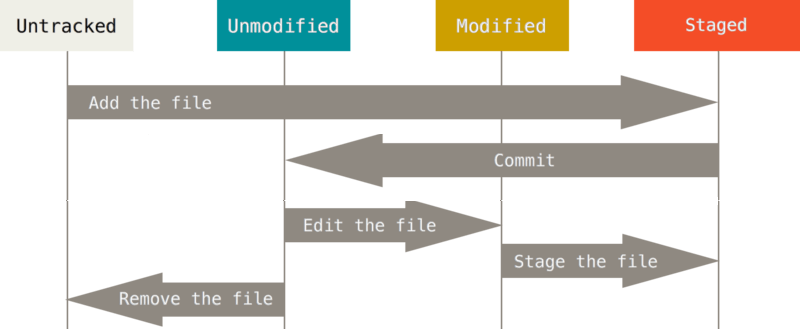 Untracked
Unmodified
Modified
Staged
Add the file
Commit
Edit the file
Stage the file
Remove the file